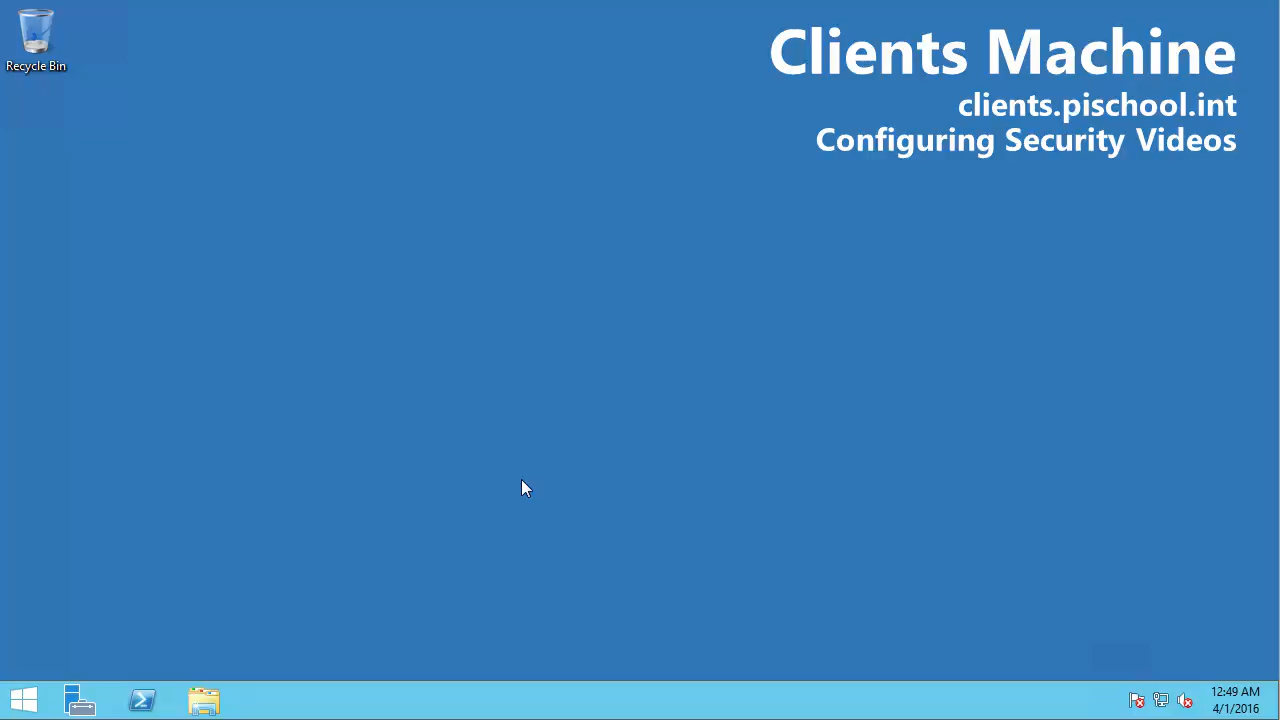 Recycle Bin
Clients Machine
clients.pischool.int
Configuring Security Videos
12:49 AM
4/1/2016